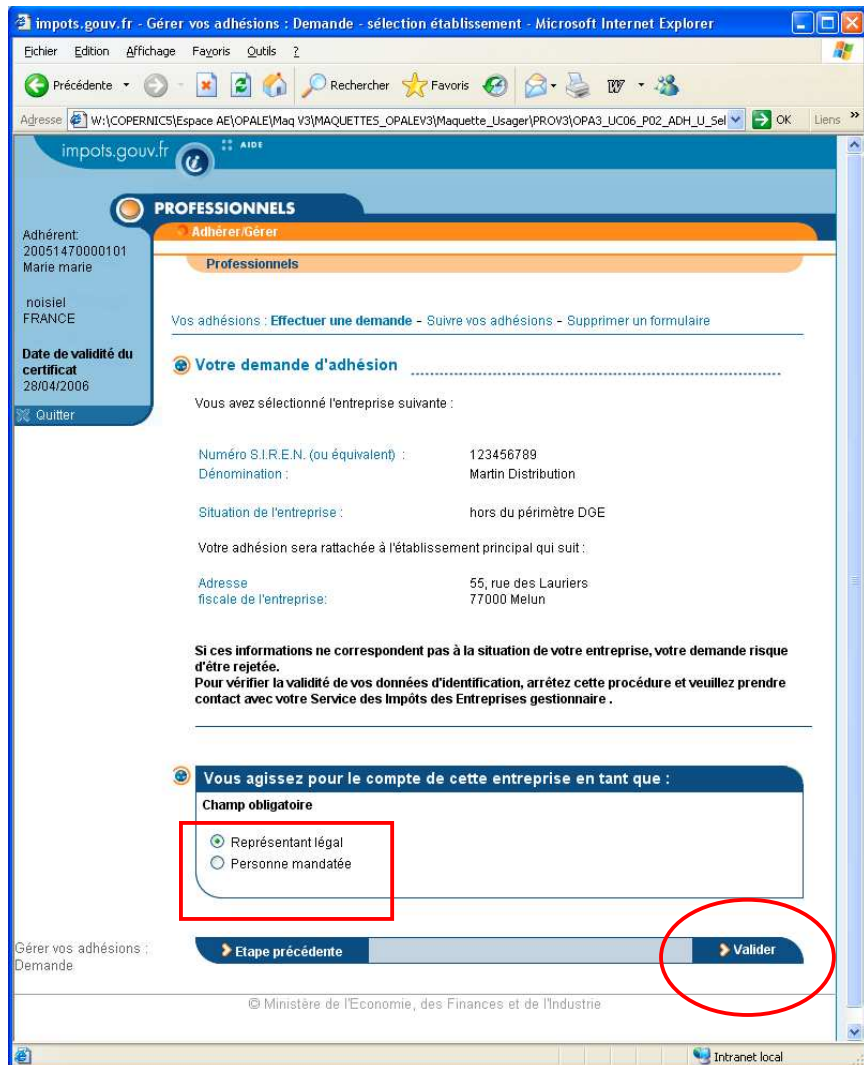 impots.gouv.fr - Gérer vos adhésions : Demande - sélection établissement - Microsoft Internet Explorer
Fichier Edition Affichage Favoris Outils ?
Précédente Rechercher Favoris
Adresse W:\COPERNIC5\Espace AE\OPALE\Maq V3\MAQUETTES_OPALEV3\Maquette_Usager\PROV3\OPA3_UC06_P02_ADH_U_Sel OK Liens »
impots.gouv.fr AIDE
PROFESSIONNELS
Adhérer/Gérer
Professionnels
Adhérent:
20051470000101
Marie marie
noisiel
FRANCE
Date de validité du
certificat
28/04/2006
Quitter
Vos adhésions : Effectuer une demande - Suivre vos adhésions - Supprimer un formulaire
Votre demande d'adhésion
Vous avez sélectionné l'entreprise suivante :
Numéro S.I.R.E.N. (ou équivalent) : 123456789
Dénomination : Martin Distribution
Situation de l'entreprise : hors du périmètre DGE
Votre adhésion sera rattachée à l'établissement principal qui suit :
Adresse 55, rue des Lauriers
fiscale de l'entreprise: 77000 Melun
Si ces informations ne correspondent pas à la situation de votre entreprise, votre demande risque
d'être rejetée.
Pour vérifier la validité de vos données d'identification, arrêtez cette procédure et veuillez prendre
contact avec votre Service des Impôts des Entreprises gestionnaire .
Vous agissez pour le compte de cette entreprise en tant que :
Champ obligatoire
Représentant légal
Personne mandatée
Gérer vos adhésions :
Demande
Etape précédente Valider
© Ministère de l'Economie, des Finances et de l'Industrie
Intranet local